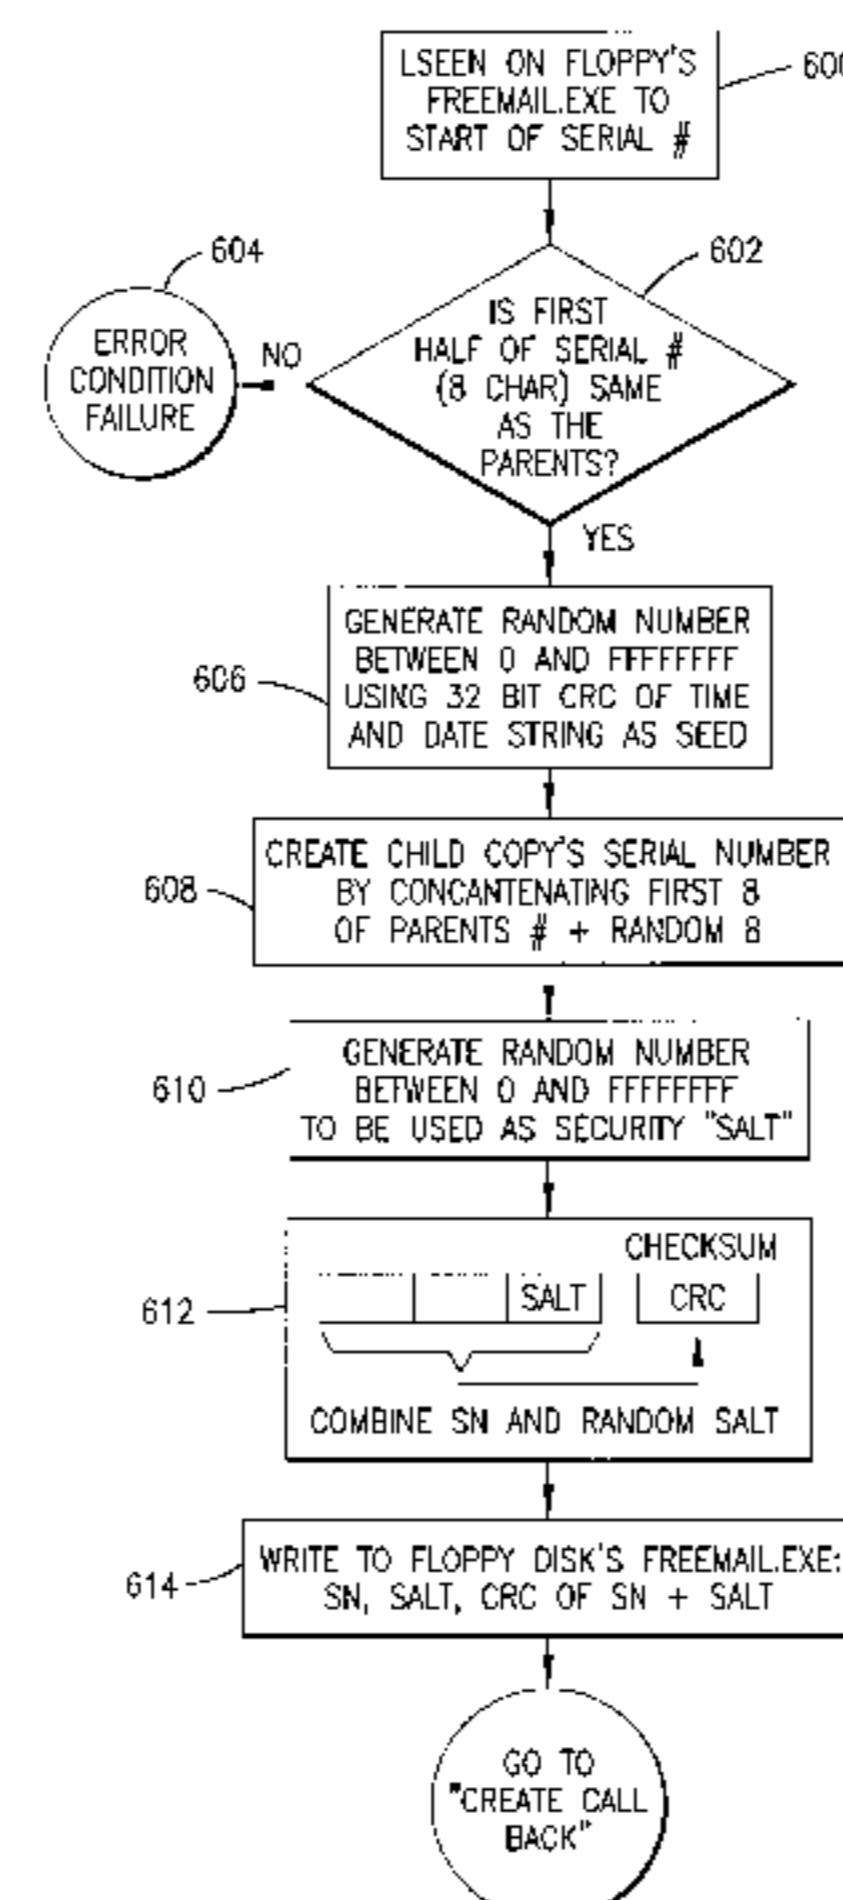 LSEEN ON FLOPPY'S
FREEMAIL.EXE TO
START OF SERIAL #
604
602
IS FIRST
HALF OF SERIAL #
(8 CHAR) SAME
AS THE
PARENTS?
ERROR
CONDITION
FAILURE
NO
YES
GENERATE RANDOM NUMBER
BETWEEN 0 AND FFFFFFFF
USING 32 BIT CRC OF TIME
AND DATE STRING AS SEED
606
CREATE CHILD COPY'S SERIAL NUMBER
BY CONCANTENATING FIRST 8
OF PARENTS # + RANDOM 8
608
GENERATE RANDOM NUMBER
BETWEEN 0 AND FFFFFFFF
TO BE USED AS SECURITY "SALT"
610
CHECKSUM
SALT CRC
612
COMBINE SN AND RANDOM SALT
WRITE TO FLOPPY DISK'S FREEMAIL.EXE:
SN, SALT, CRC OF SN + SALT
614
GO TO
"CREATE CALL
BACK"